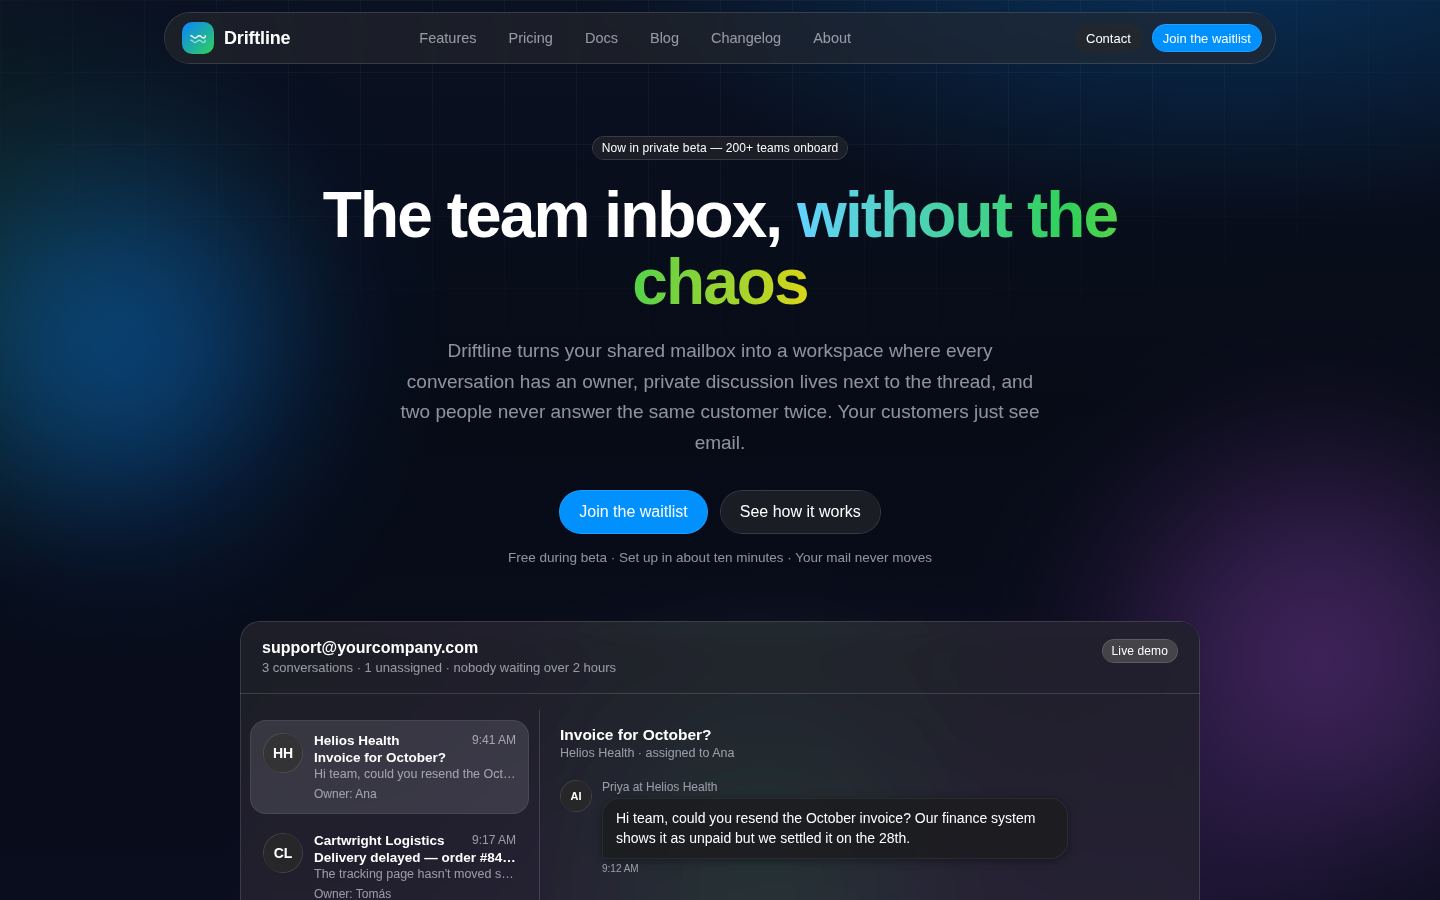 Driftline
Features
Pricing
Docs
Blog
Changelog
About
Contact
Join the waitlist
Now in private beta — 200+ teams onboard
The team inbox, without the
chaos
Driftline turns your shared mailbox into a workspace where every
conversation has an owner, private discussion lives next to the thread, and
two people never answer the same customer twice. Your customers just see
email.
Join the waitlist
See how it works
Free during beta · Set up in about ten minutes · Your mail never moves
support@yourcompany.com
3 conversations · 1 unassigned · nobody waiting over 2 hours
Live demo
HH
Helios Health
9:41 AM
Invoice for October?
Hi team, could you resend the Oct…
Owner: Ana
CL
Cartwright Logistics
9:17 AM
Delivery delayed — order #84…
The tracking page hasn't moved s…
Owner: Tomás
Invoice for October?
Helios Health · assigned to Ana
Priya at Helios Health
AI
Hi team, could you resend the October invoice? Our finance system
shows it as unpaid but we settled it on the 28th.
9:12 AM